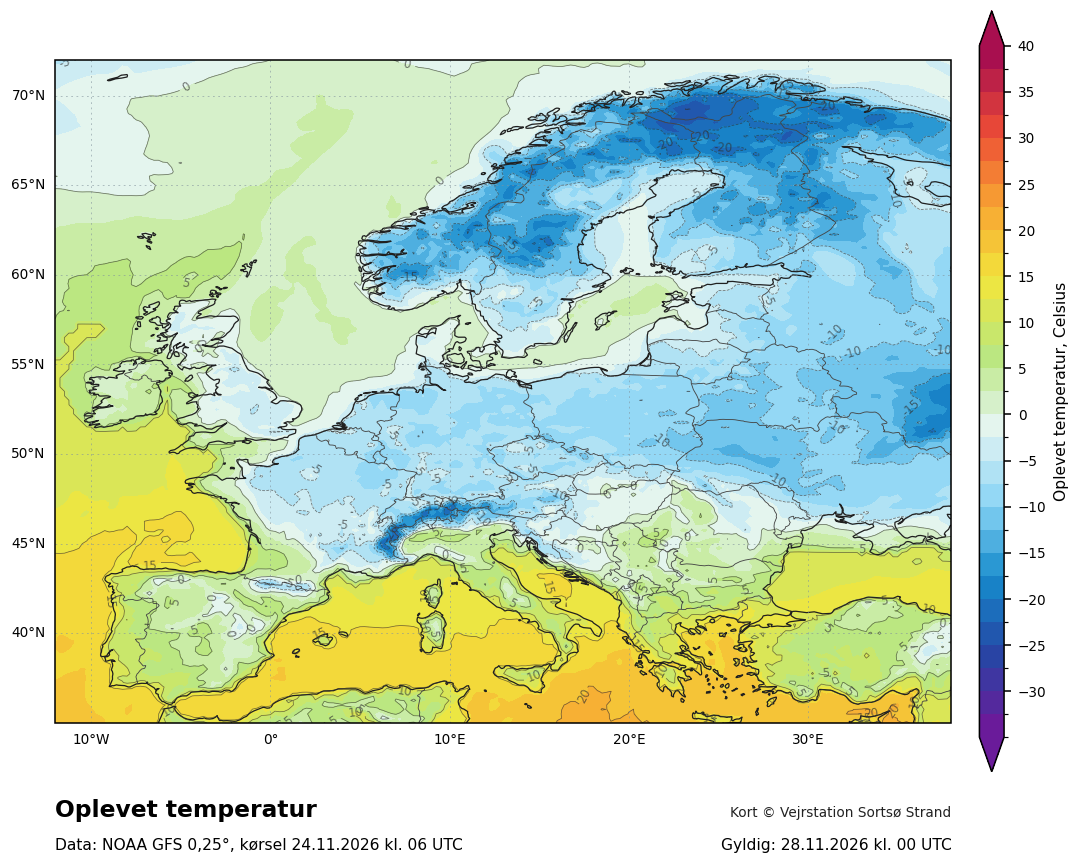 70°N
65°N
60°N
55°N
50°N
45°N
40°N
10°W
0°
10°E
20°E
30°E
40
35
30
25
20
15
10
5
0
−5
−10
−15
−20
−25
−30
Oplevet temperatur, Celsius
Oplevet temperatur
Kort © Vejrstation Sortsø Strand
Data: NOAA GFS 0,25°, kørsel 24.11.2026 kl. 06 UTC
Gyldig: 28.11.2026 kl. 00 UTC